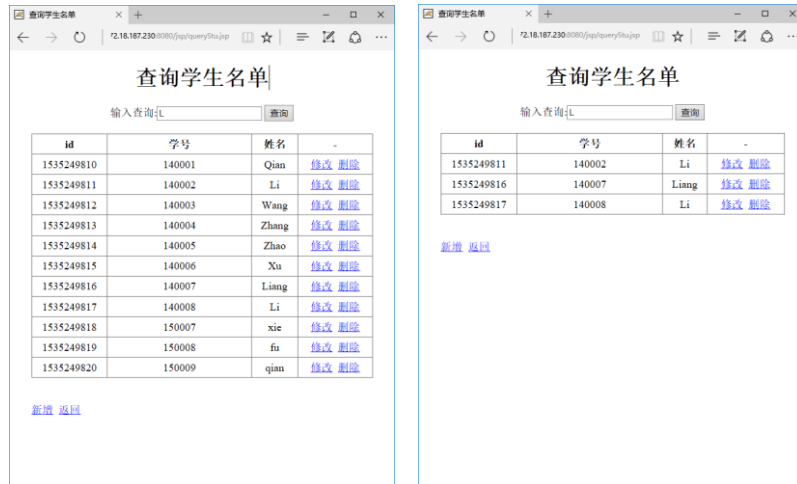 查询学生名单
72.18.187.230:8080/jsp/queryStu.jsp
查询学生名单
输入查询:L 查询
id 学号 姓名 -
1535249810 140001 Qian 修改 删除
1535249811 140002 Li 修改 删除
1535249812 140003 Wang 修改 删除
1535249813 140004 Zhang 修改 删除
1535249814 140005 Zhao 修改 删除
1535249815 140006 Xu 修改 删除
1535249816 140007 Liang 修改 删除
1535249817 140008 Li 修改 删除
1535249818 150007 xie 修改 删除
1535249819 150008 fu 修改 删除
1535249820 150009 qian 修改 删除
新增 返回
查询学生名单
72.18.187.230:8080/jsp/queryStu.jsp
查询学生名单
输入查询:L 查询
id 学号 姓名 -
1535249811 140002 Li 修改 删除
1535249816 140007 Liang 修改 删除
1535249817 140008 Li 修改 删除
新增 返回